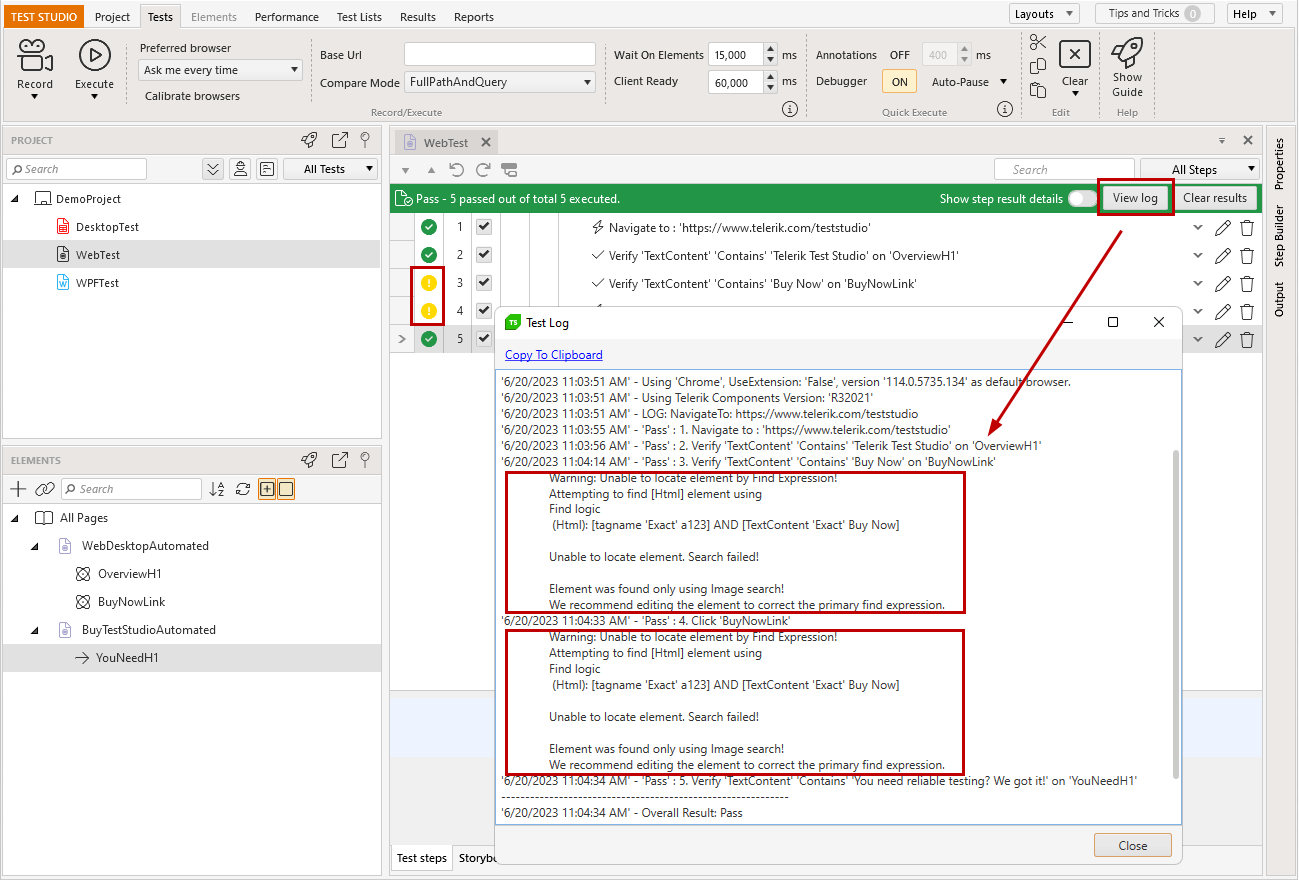 TEST STUDIO Project Tests Elements Performance Test Lists Results Reports Layouts Tips and Tricks 0 Help
Record
Execute
Preferred browser
Ask me every time
Calibrate browsers
Base Url
Compare Mode FullPathAndQuery
Record/Execute
Wait On Elements 15,000 ms
Client Ready 60,000 ms
Annotations OFF 400 ms
Debugger ON Auto-Pause
Quick Execute
Clear
Edit
Show
Guide
Help
PROJECT
Search All Tests
DemoProject
DesktopTest
WebTest
WPFTest
ELEMENTS
Search
All Pages
WebDesktopAutomated
OverviewH1
BuyNowLink
BuyTestStudioAutomated
YouNeedH1
WebTest
Search All Steps
Pass - 5 passed out of total 5 executed. Show step result details View log Clear results
1 Navigate to : 'https://www.telerik.com/teststudio'
2 Verify 'TextContent' 'Contains' 'Telerik Test Studio' on 'OverviewH1'
3 Verify 'TextContent' 'Contains' 'Buy Now' on 'BuyNowLink'
4
5
Test Log
Copy To Clipboard
'6/20/2023 11:03:51 AM' - Using 'Chrome', UseExtension: 'False', version '114.0.5735.134' as default browser.
'6/20/2023 11:03:51 AM' - Using Telerik Components Version: 'R32021'
'6/20/2023 11:03:51 AM' - LOG: NavigateTo: https://www.telerik.com/teststudio
'6/20/2023 11:03:55 AM' - 'Pass' : 1. Navigate to : 'https://www.telerik.com/teststudio'
'6/20/2023 11:03:56 AM' - 'Pass' : 2. Verify 'TextContent' 'Contains' 'Telerik Test Studio' on 'OverviewH1'
'6/20/2023 11:04:14 AM' - 'Pass' : 3. Verify 'TextContent' 'Contains' 'Buy Now' on 'BuyNowLink'
Warning: Unable to locate element by Find Expression!
Attempting to find [Html] element using
Find logic
(Html): [tagname 'Exact' a123] AND [TextContent 'Exact' Buy Now]
Unable to locate element. Search failed!
Element was found only using Image search!
We recommend editing the element to correct the primary find expression.
'6/20/2023 11:04:33 AM' - 'Pass' : 4. Click 'BuyNowLink'
Warning: Unable to locate element by Find Expression!
Attempting to find [Html] element using
Find logic
(Html): [tagname 'Exact' a123] AND [TextContent 'Exact' Buy Now]
Unable to locate element. Search failed!
Element was found only using Image search!
We recommend editing the element to correct the primary find expression.
'6/20/2023 11:04:34 AM' - 'Pass' : 5. Verify 'TextContent' 'Contains' 'You need reliable testing? We got it!' on 'YouNeedH1'
------------------------------------------------------------
'6/20/2023 11:04:34 AM' - Overall Result: Pass
Close
Test steps Storybo
Properties
Step Builder
Output